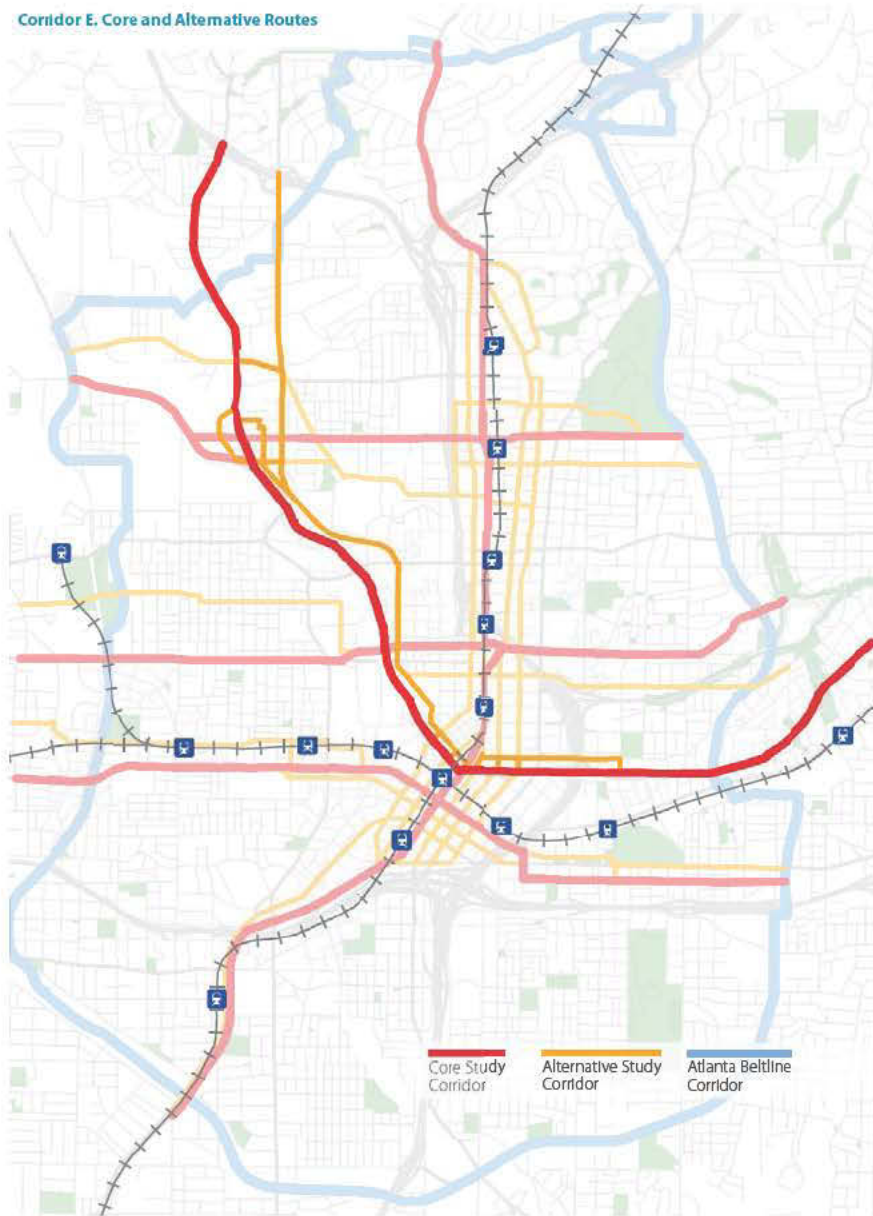 Corridor E. Core and Alternative Routes
Core Study
Corridor
Alternative Study
Corridor
Atlanta Beltline
Corridor